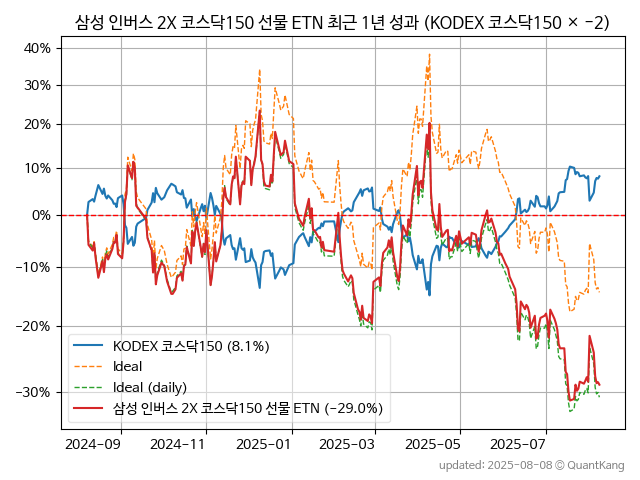 삼성 인버스 2X 코스닥150 선물 ETN 최근 1년 성과 (KODEX 코스닥150 × −2)
40%
30%
20%
10%
0%
−10%
−20%
−30%
KODEX 코스닥150 (8.1%)
Ideal
Ideal (daily)
삼성 인버스 2X 코스닥150 선물 ETN (−29.0%)
2024-09 2024-11 2025-01 2025-03 2025-05 2025-07
updated: 2025-08-08 © QuantKang